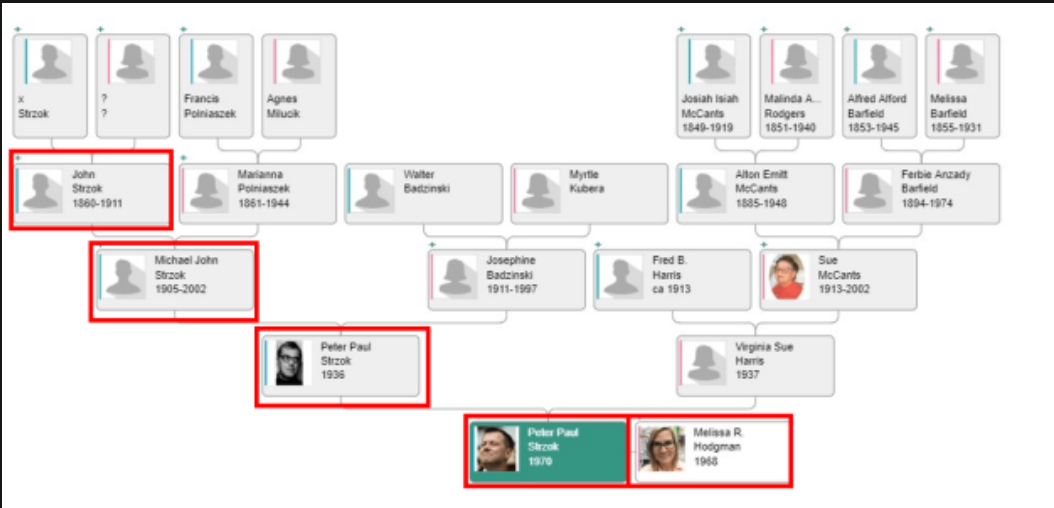 x
Strzok
?
?
Francis
Polniaszek
Agnes
Milucik
Josiah Isiah
McCants
1849-1919
Malinda A...
Rodgers
1851-1940
Alfred Alford
Barfield
1853-1945
Melissa
Barfield
1855-1931
John
Strzok
1860-1911
Marianna
Polniaszek
1861-1944
Walter
Badzinski
Myrtle
Kubera
Alton Emitt
McCants
1885-1948
Ferbie Anzady
Barfield
1894-1974
Michael John
Strzok
1905-2002
Josephine
Badzinski
1911-1997
Fred B.
Harris
ca 1913
Sue
McCants
1913-2002
Peter Paul
Strzok
1936
Virginia Sue
Harris
1937
Peter Paul
Strzok
1970
Melissa R.
Hodgman
1968